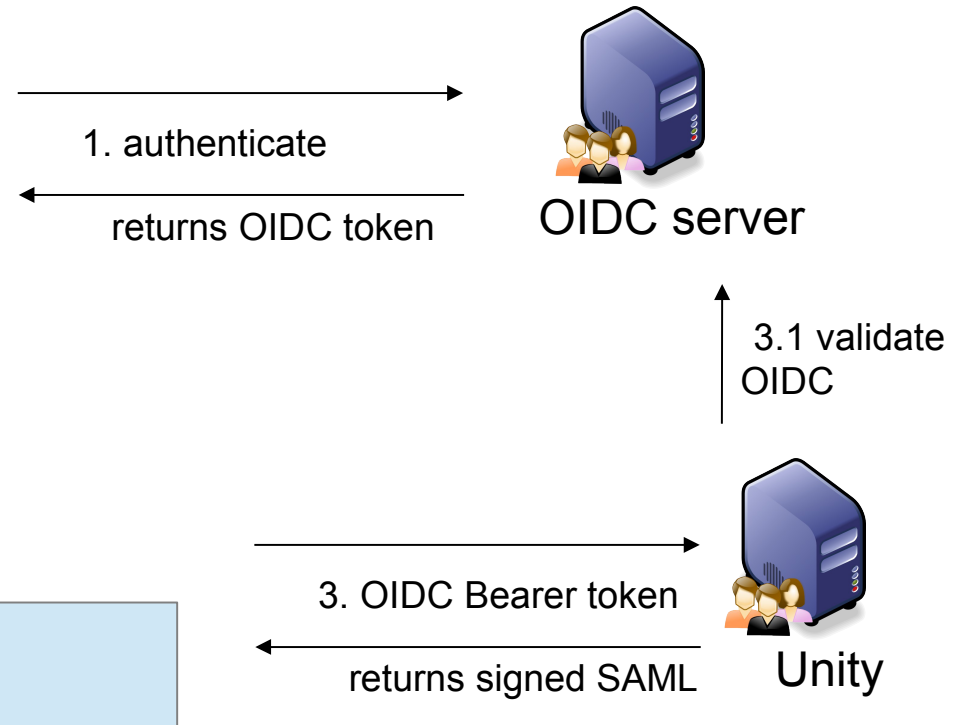 1. authenticate
returns OIDC token
OIDC server
3.1 validate
OIDC
3. OIDC Bearer token
returns signed SAML
Unity